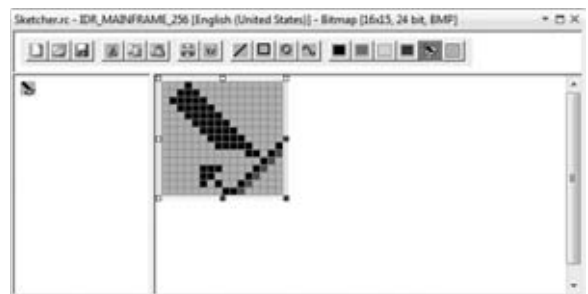 Sketcher.rc - IDR_MAINFRAME_256 [English (United States)] - Bitmap [16x15, 24 bit, BMP]